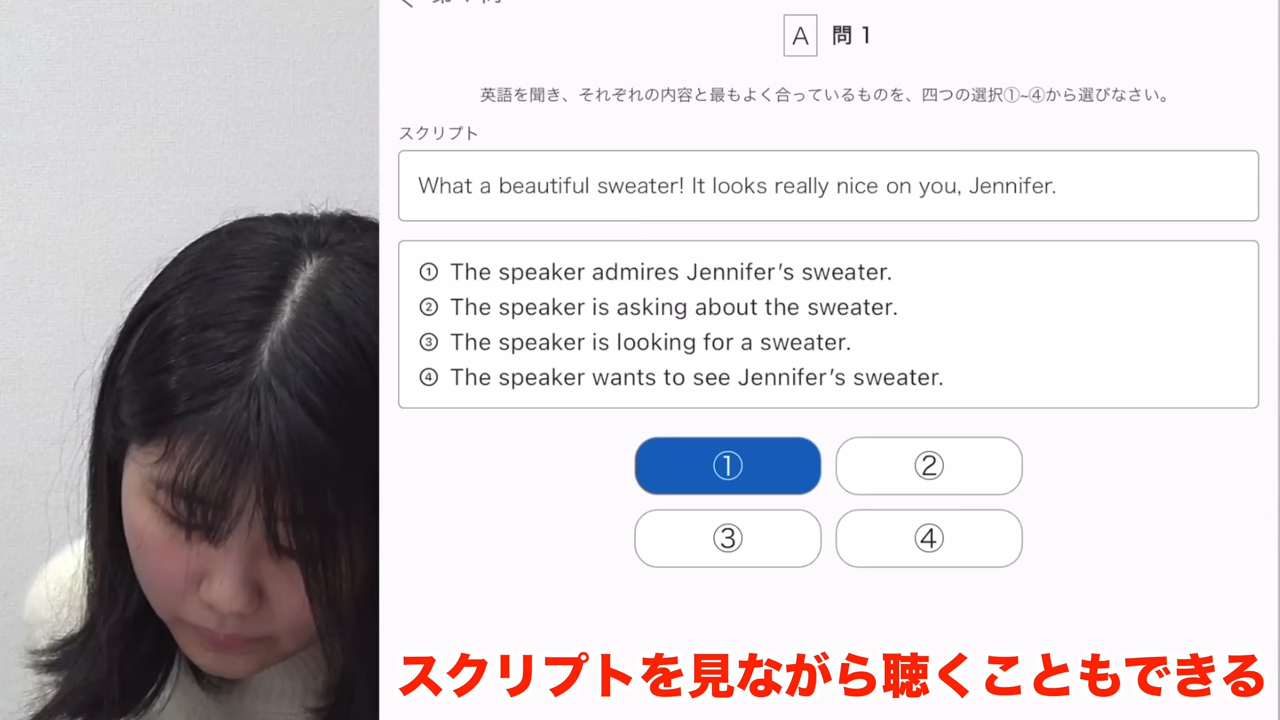 A 問1
英語を聞き、それぞれの内容と最もよく合っているものを、四つの選択①~④から選びなさい。
スクリプト
What a beautiful sweater! It looks really nice on you, Jennifer.
① The speaker admires Jennifer's sweater.
② The speaker is asking about the sweater.
③ The speaker is looking for a sweater.
④ The speaker wants to see Jennifer's sweater.
① ②
③ ④
スクリプトを見ながら聴くこともできる